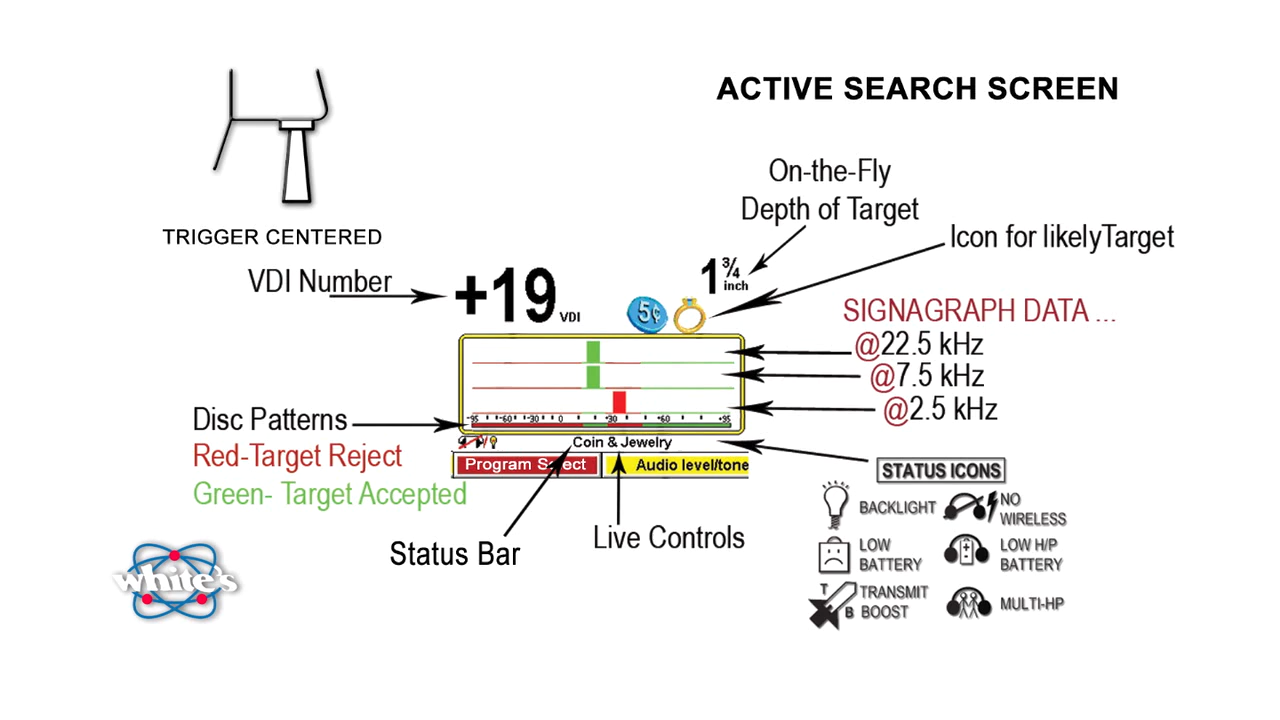 ACTIVE SEARCH SCREEN
On-the-Fly
Depth of Target
TRIGGER CENTERED
Icon for likelyTarget
VDI Number
+19 VDI
1 3/4 inch
5¢
SIGNAGRAPH DATA ...
@22.5 kHz
@7.5 kHz
@2.5 kHz
Disc Patterns
-95 -60 -30 0 +30 +60 +95
Red-Target Reject
Green- Target Accepted
Coin & Jewelry
Program Select
Audio level/tone
Status Bar
Live Controls
STATUS ICONS
BACKLIGHT
NO
WIRELESS
LOW
BATTERY
LOW H/P
BATTERY
T
B
TRANSMIT
BOOST
MULTI-HP
white's